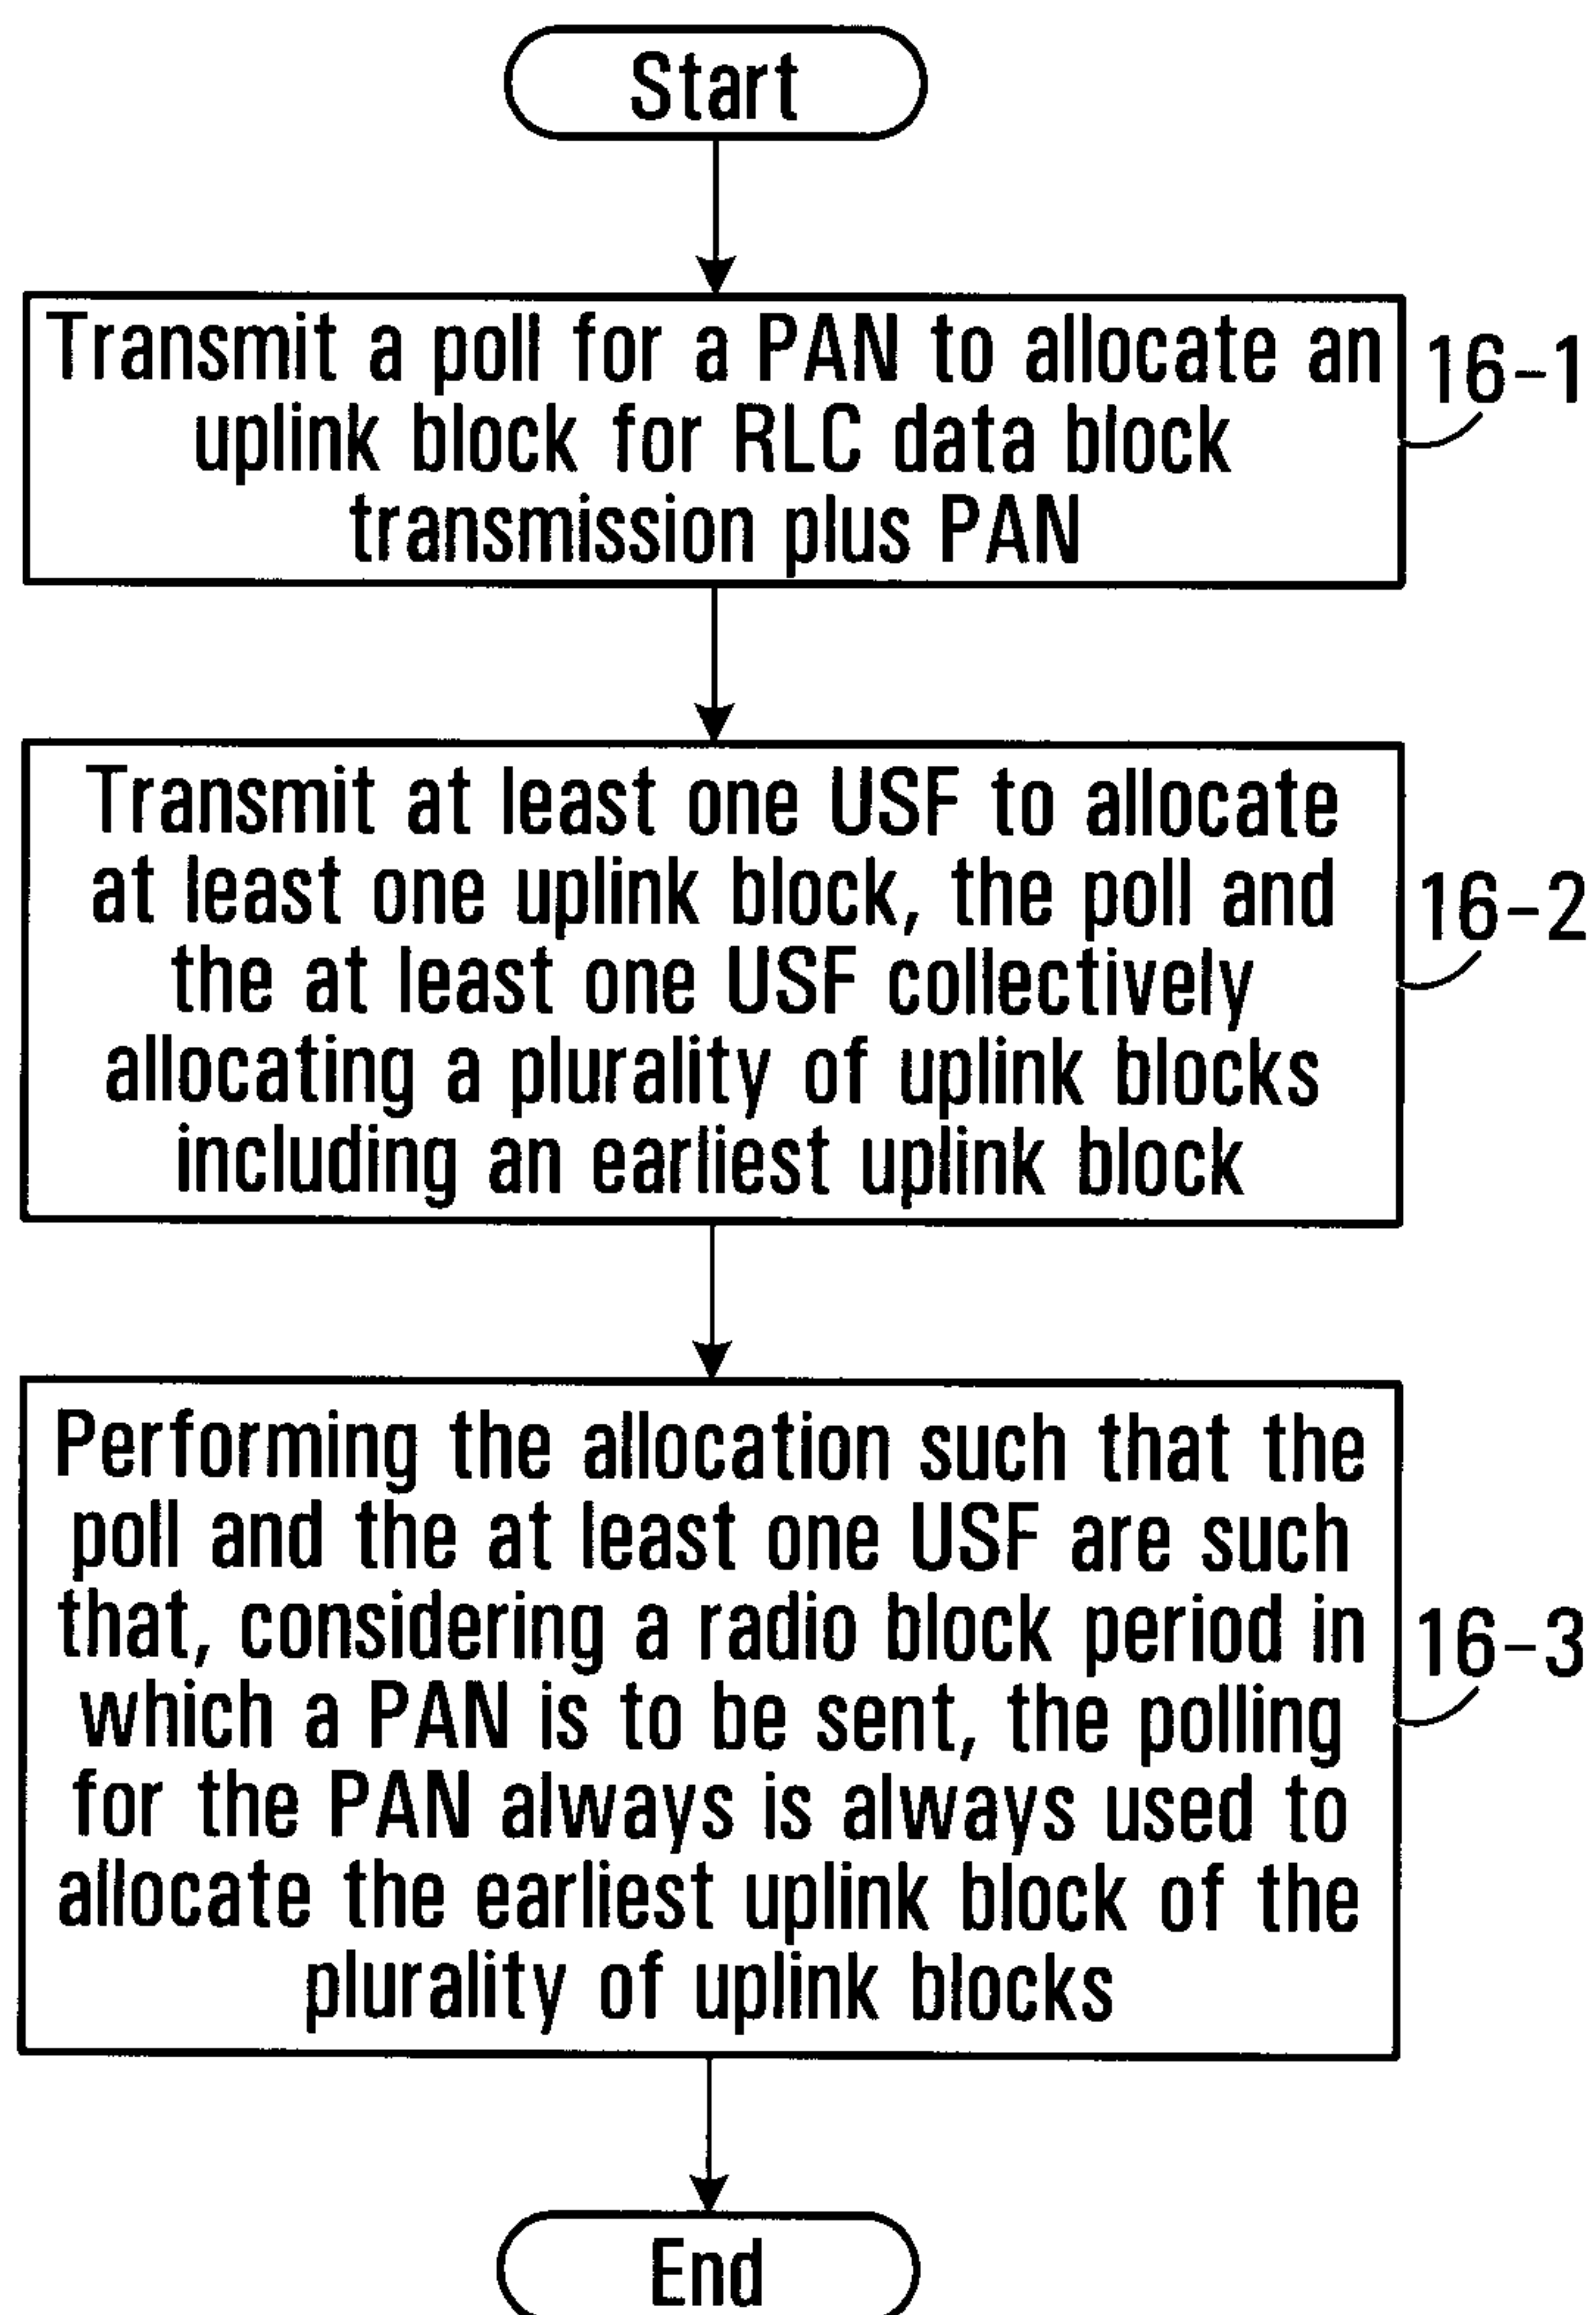 Start
Transmit a poll for a PAN to allocate an
uplink block for RLC data block
transmission plus PAN
16-1
Transmit at least one USF to allocate
at least one uplink block, the poll and
the at least one USF collectively
allocating a plurality of uplink blocks
including an earliest uplink block
16-2
Performing the allocation such that the
poll and the at least one USF are such
that, considering a radio block period in
which a PAN is to be sent, the polling
for the PAN always is always used to
allocate the earliest uplink block of the
plurality of uplink blocks
16-3
End